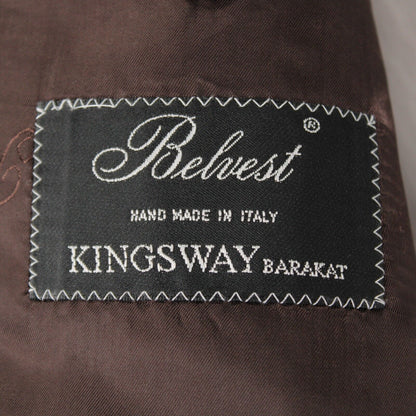 Belvest ®
HAND MADE IN ITALY
KINGSWAY BARAKAT